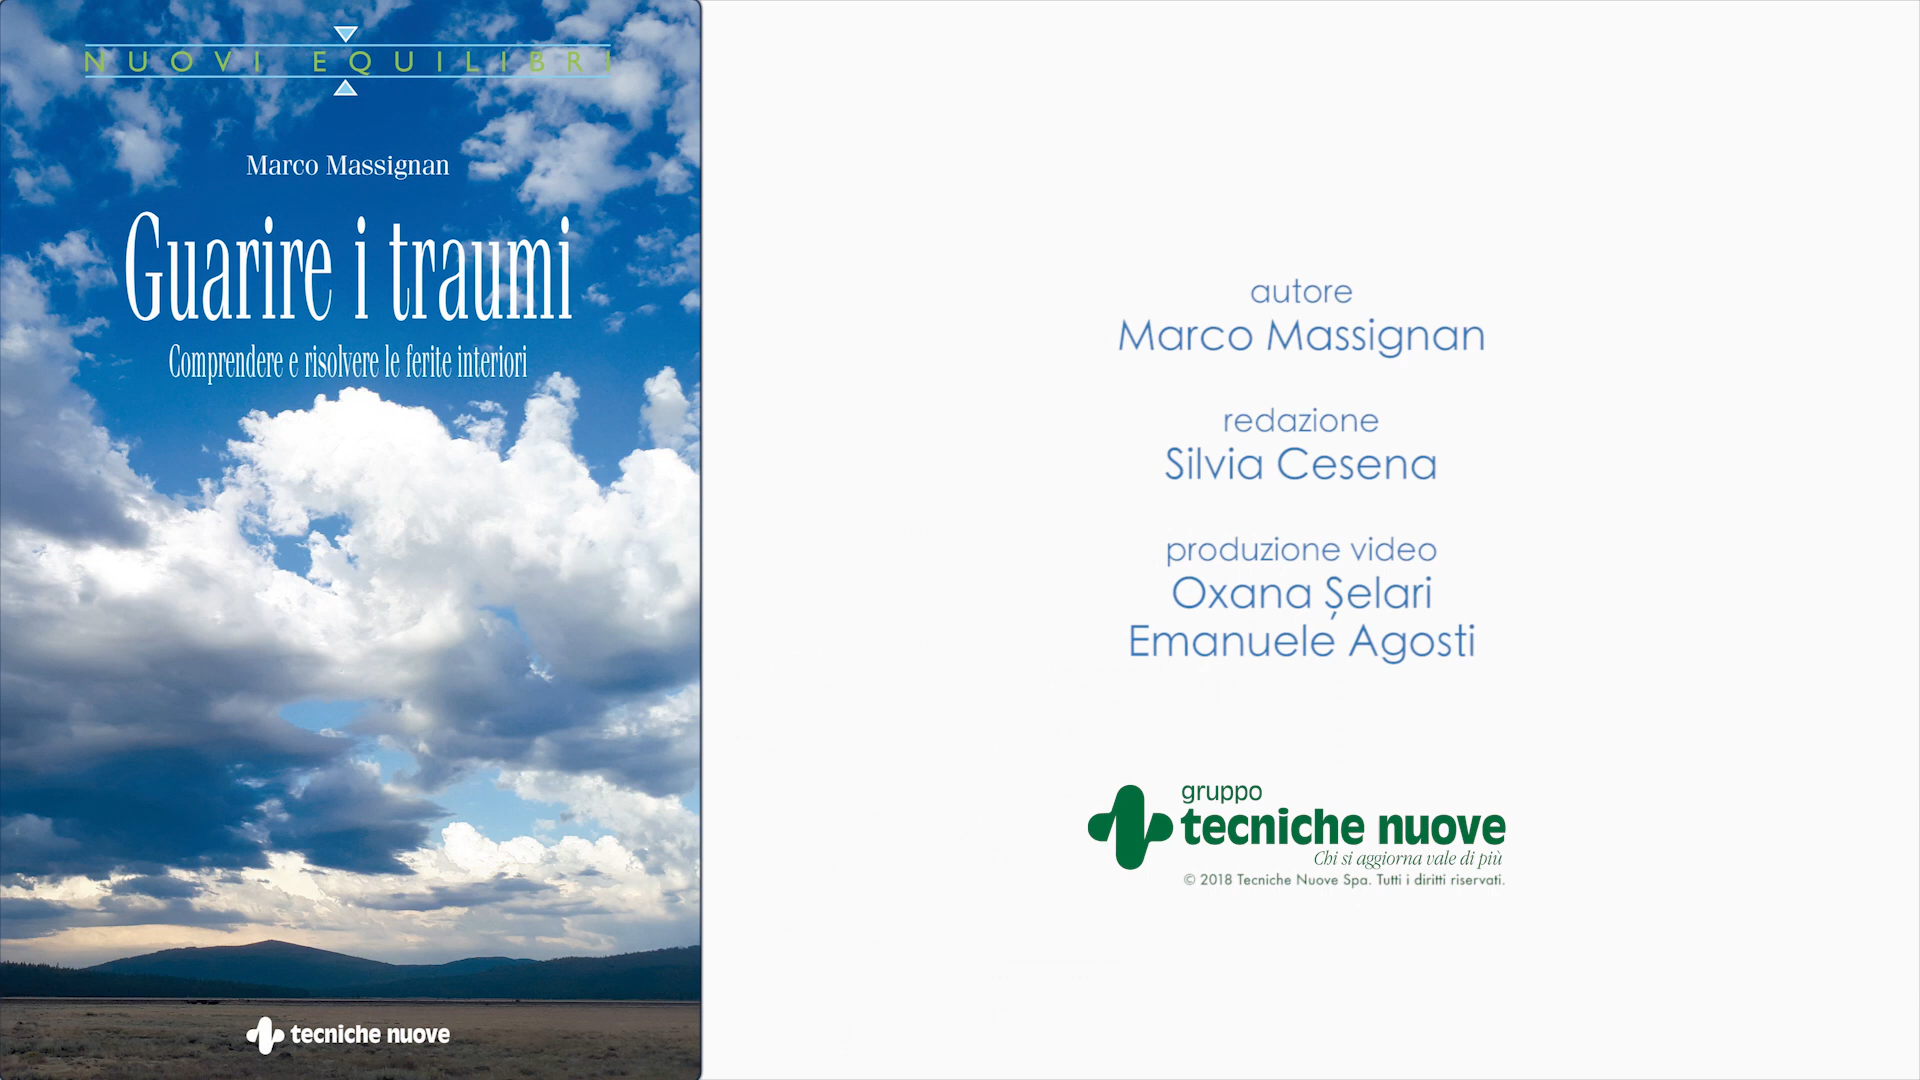 NUOVI EQUILIBRI
Marco Massignan
Guarire i traumi
Comprendere e risolvere le ferite interiori
tecniche nuove
autore
Marco Massignan
redazione
Silvia Cesena
produzione video
Oxana Șelari
Emanuele Agosti
gruppo
tecniche nuove
Chi si aggiorna vale di più
© 2018 Tecniche Nuove Spa. Tutti i diritti riservati.